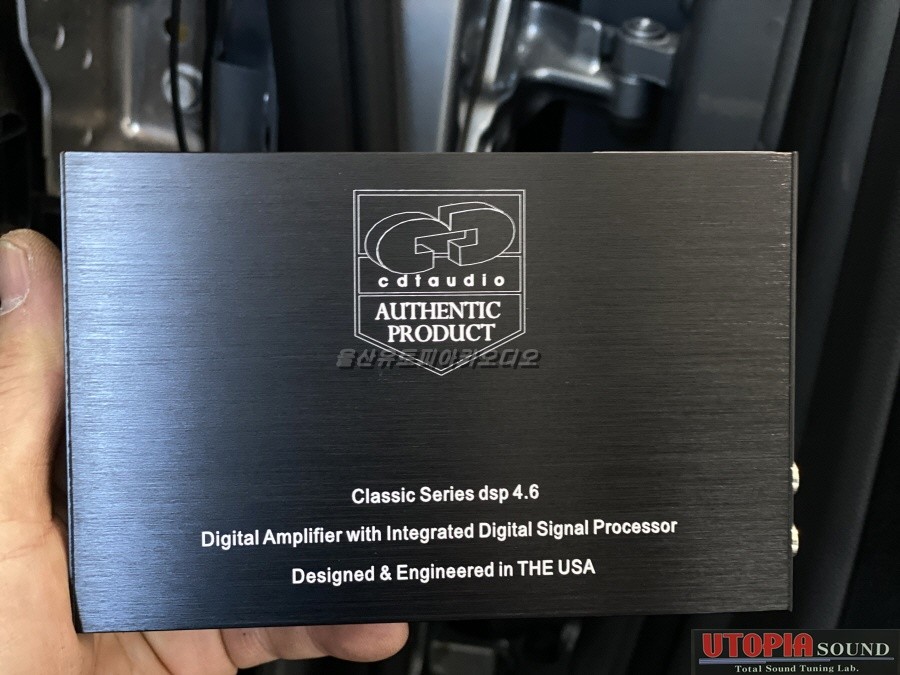 cdtaudio
AUTHENTIC
PRODUCT
울산유토피아카오디오
Classic Series dsp 4.6
Digital Amplifier with Integrated Digital Signal Processor
Designed & Engineered in THE USA
UTOPIA SOUND
Total Sound Tuning Lab.